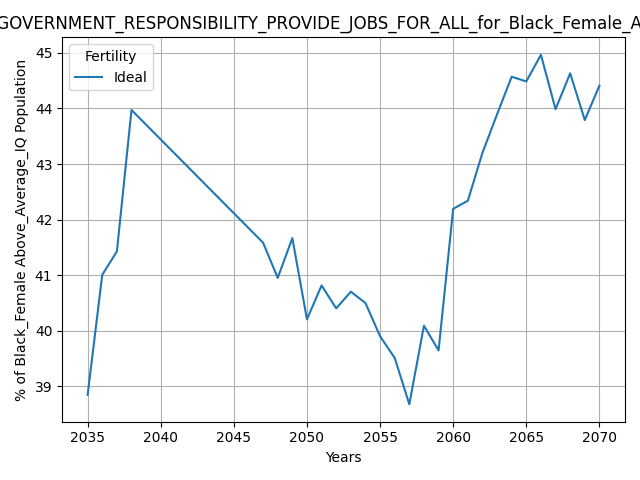 GOVERNMENT_RESPONSIBILITY_PROVIDE_JOBS_FOR_ALL_for_Black_Female_A
Fertility
Ideal
% of Black_Female Above_Average_IQ Population
45
44
43
42
41
40
39
2035 2040 2045 2050 2055 2060 2065 2070
Years